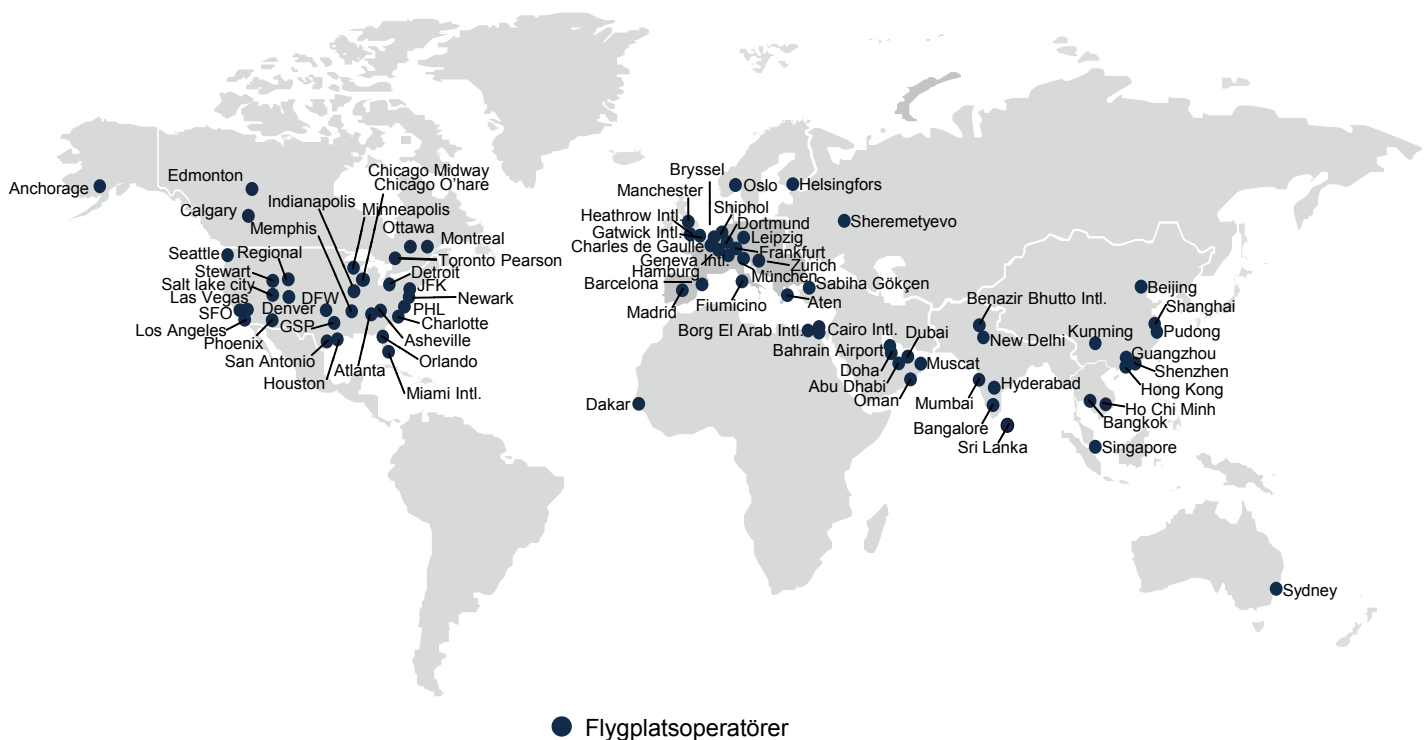 Anchorage
Edmonton
Calgary
Indianapolis
Memphis
Chicago Midway
Chicago O'hare
Minneapolis
Ottawa
Montreal
Toronto Pearson
Seattle
Regional
Stewart
Salt lake city
Las Vegas
SFO
Los Angeles
Denver
DFW
Phoenix
GSP
San Antonio
Houston
Atlanta
Detroit
JFK
Newark
PHL
Charlotte
Asheville
Orlando
Miami Intl.
Bryssel
Manchester
Oslo
Helsingfors
Heathrow Intl.
Shiphol
Gatwick Intl.
Dortmund
Charles de Gaulle
Leipzig
Frankfurt
Geneva Intl.
Zurich
Hamburg
München
Barcelona
Sabiha Gökçen
Madrid
Fiumicino
Aten
Sheremetyevo
Borg El Arab Intl.
Cairo Intl.
Dubai
Bahrain Airport
Doha
Muscat
Abu Dhabi
Oman
Dakar
Benazir Bhutto Intl.
New Delhi
Mumbai
Hyderabad
Bangalore
Sri Lanka
Beijing
Shanghai
Kunming
Pudong
Guangzhou
Shenzhen
Hong Kong
Ho Chi Minh
Bangkok
Singapore
Sydney
Flygplatsoperatörer